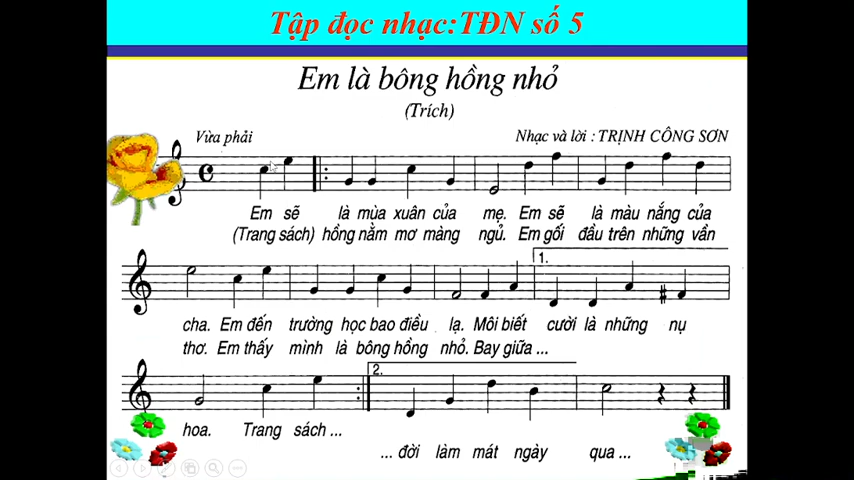 Tập đọc nhạc:TĐN số 5
Em là bông hồng nhỏ
(Trích)
Vừa phải
Nhạc và lời : TRỊNH CÔNG SƠN
Em sẽ là mùa xuân của mẹ. Em sẽ là màu nắng của
(Trang sách) hồng nằm mơ màng ngủ. Em gối đầu trên những vần
1.
cha. Em đến trường học bao điều lạ. Môi biết cười là những nụ
thơ. Em thấy mình là bông hồng nhỏ. Bay giữa ...
2.
hoa. Trang sách ...
... đời làm mát ngày qua ...